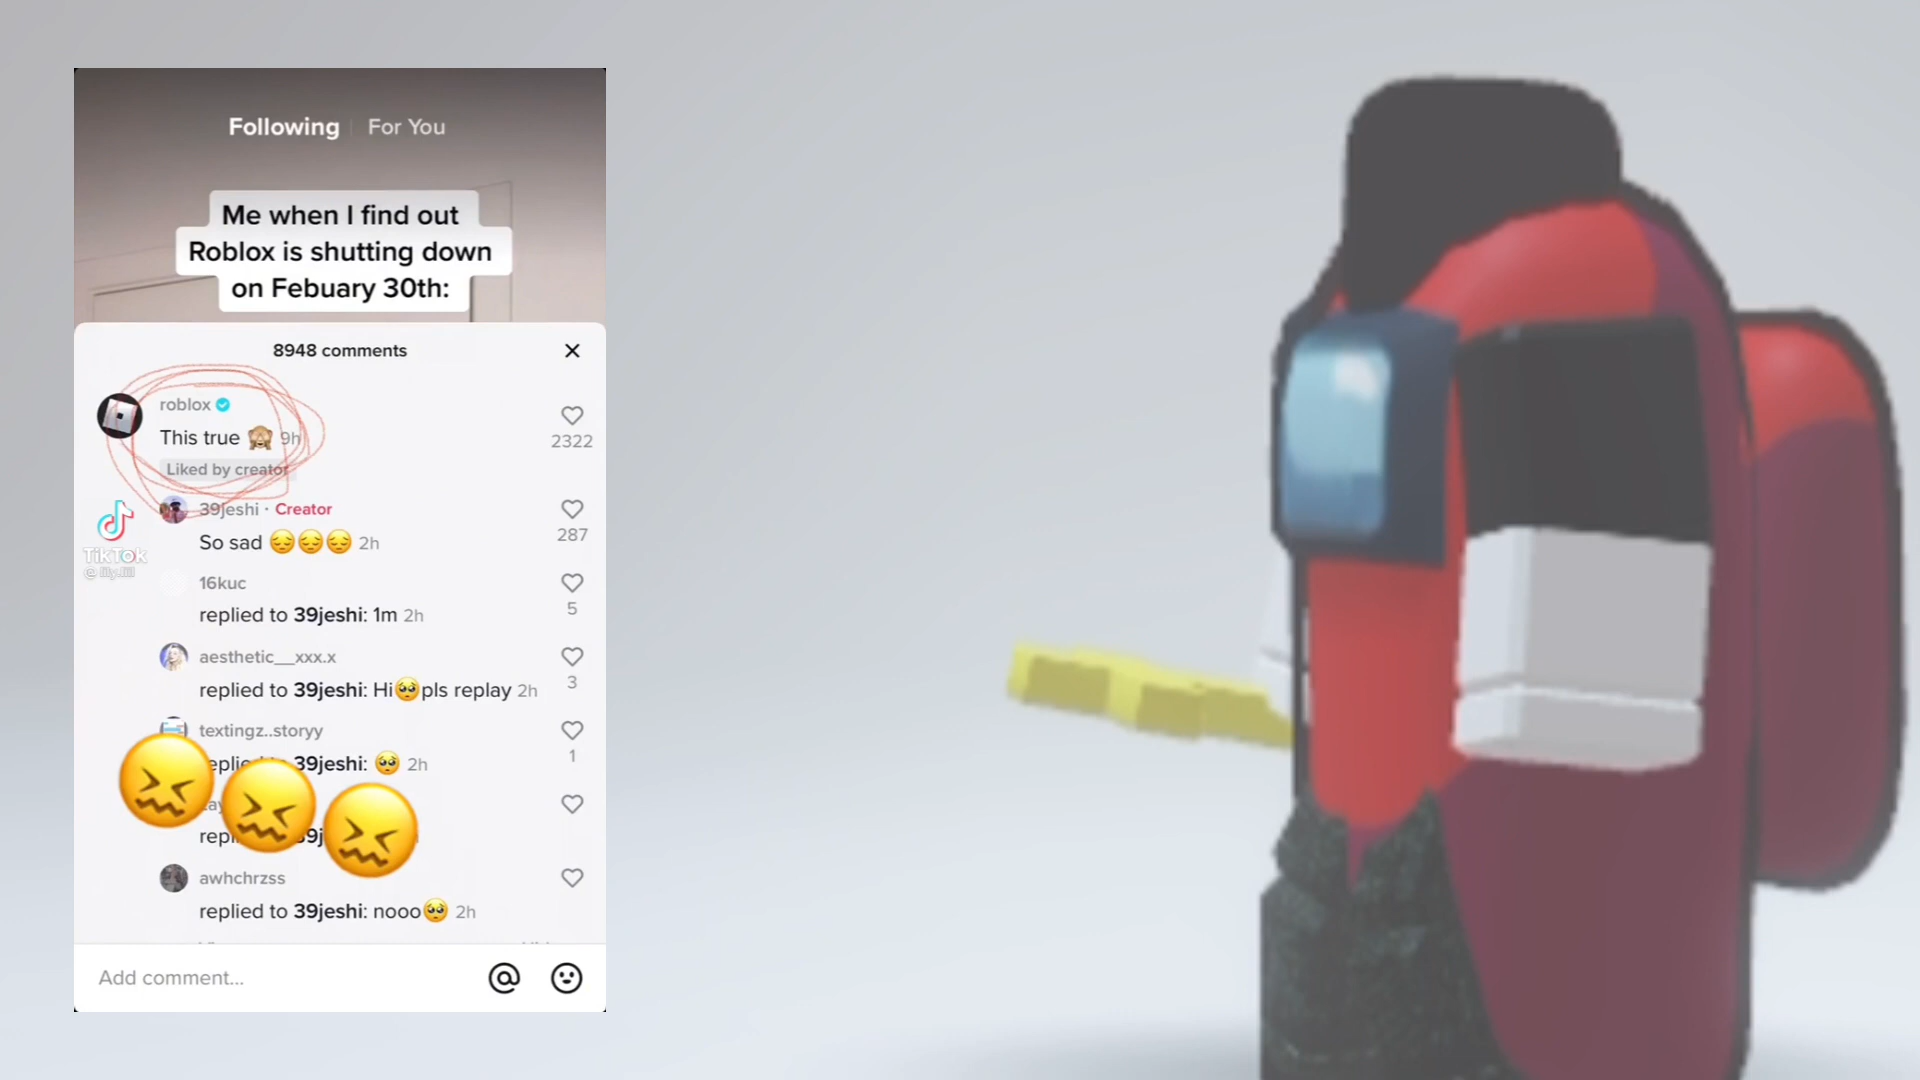 Following
For You
Me when I find out
Roblox is shutting down
on Febuary 30th:
8948 comments
roblox
This true 🙈 9h
2322
Liked by creator
39jeshi · Creator
So sad 😔😔😔 2h
287
16kuc
replied to 39jeshi: 1m 2h
5
aesthetic__xxx.x
replied to 39jeshi: Hi🥺pls replay 2h
3
textingz..storyy
39jeshi: 🥺 2h
1
awhchrzss
replied to 39jeshi: nooo🥺 2h
Add comment...
TikTok